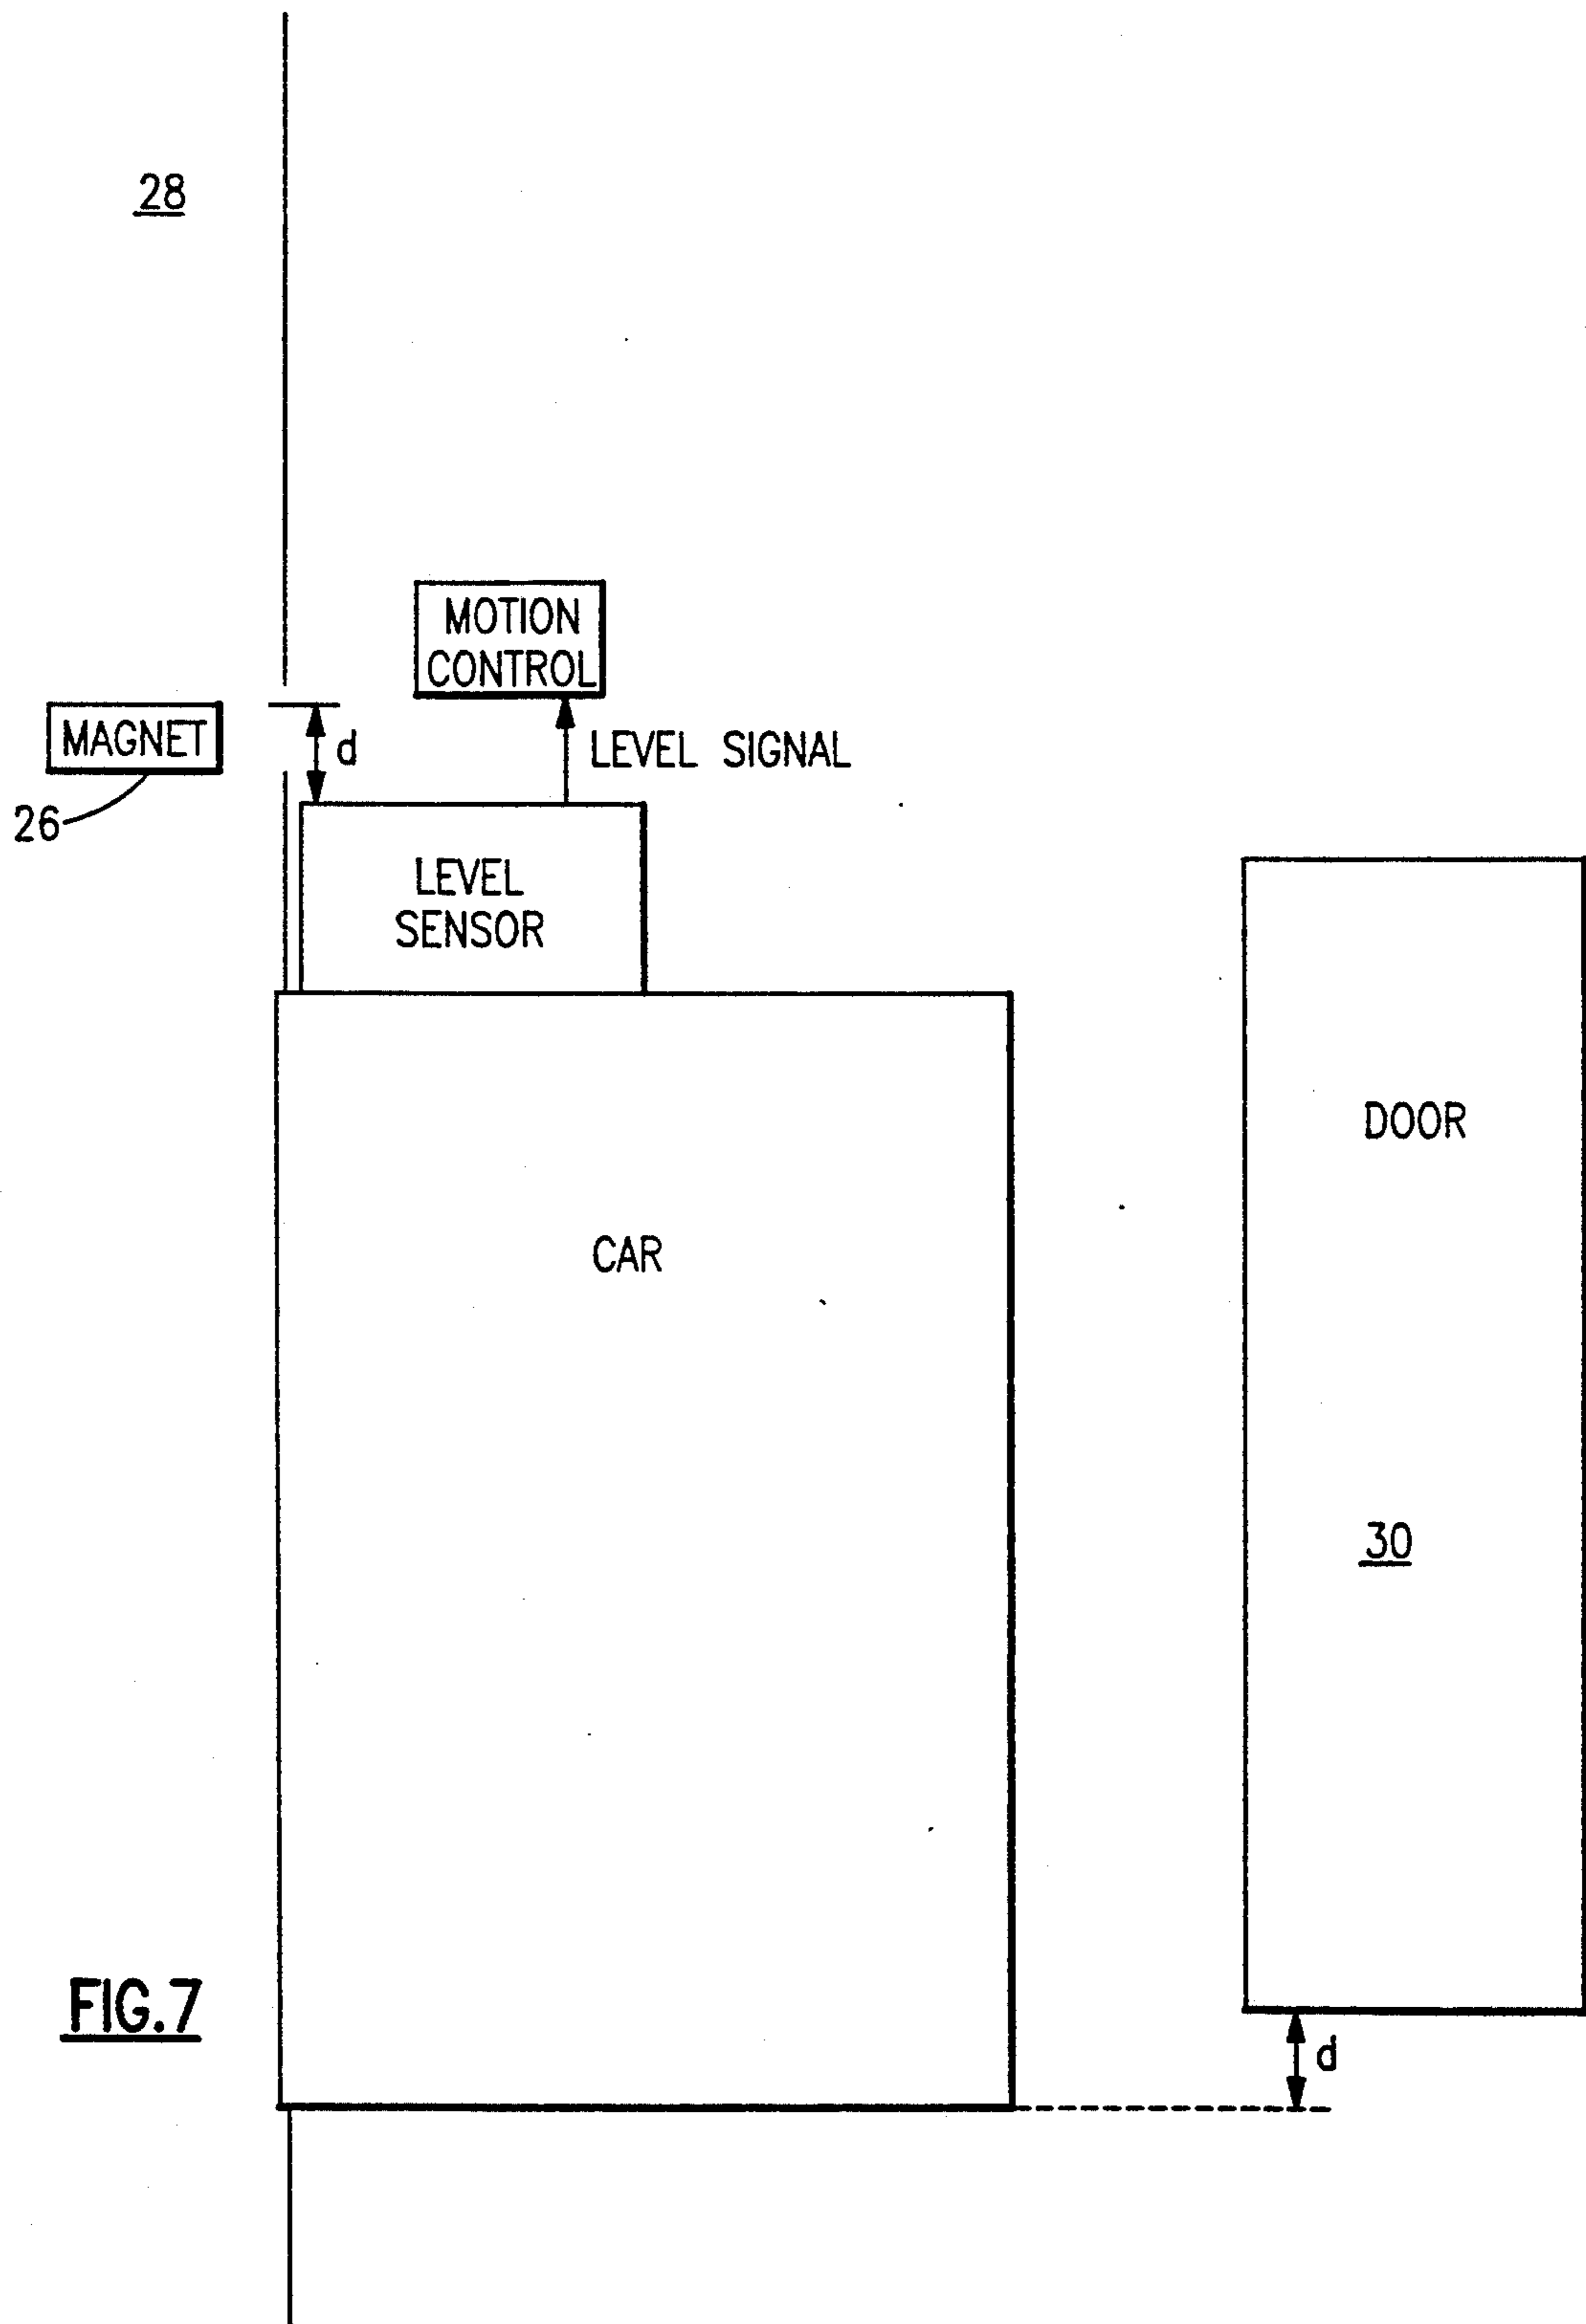 28
MOTION
CONTROL
MAGNET
d
LEVEL SIGNAL
26
LEVEL
SENSOR
DOOR
CAR
30
FIG.7
d